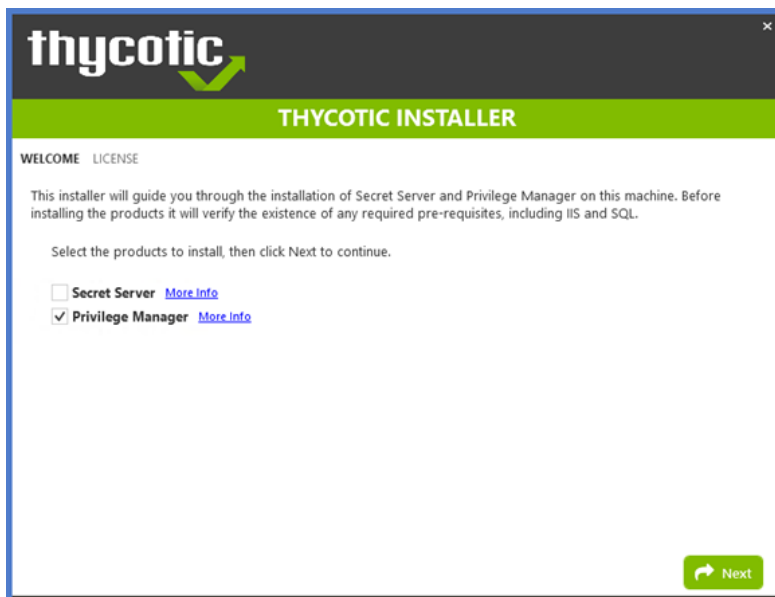 thycotic
THYCOTIC INSTALLER
WELCOME LICENSE
This installer will guide you through the installation of Secret Server and Privilege Manager on this machine. Before
installing the products it will verify the existence of any required pre-requisites, including IIS and SQL.
Select the products to install, then click Next to continue.
Secret Server More Info
Privilege Manager More Info
Next